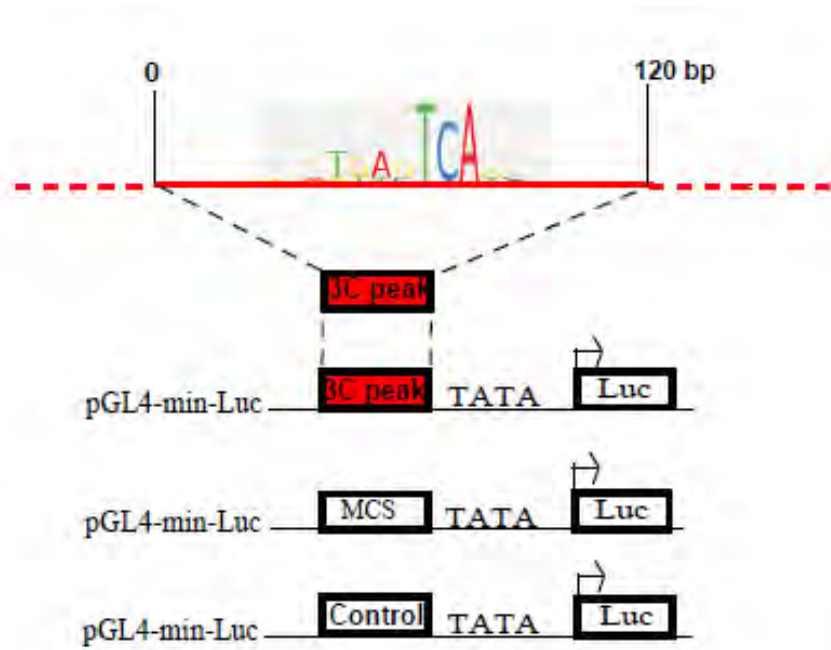 0 120 bp
T A TCA
3C peak
pGL4-min-Luc 3C peak TATA Luc
pGL4-min-Luc MCS TATA Luc
pGL4-min-Luc Control TATA Luc